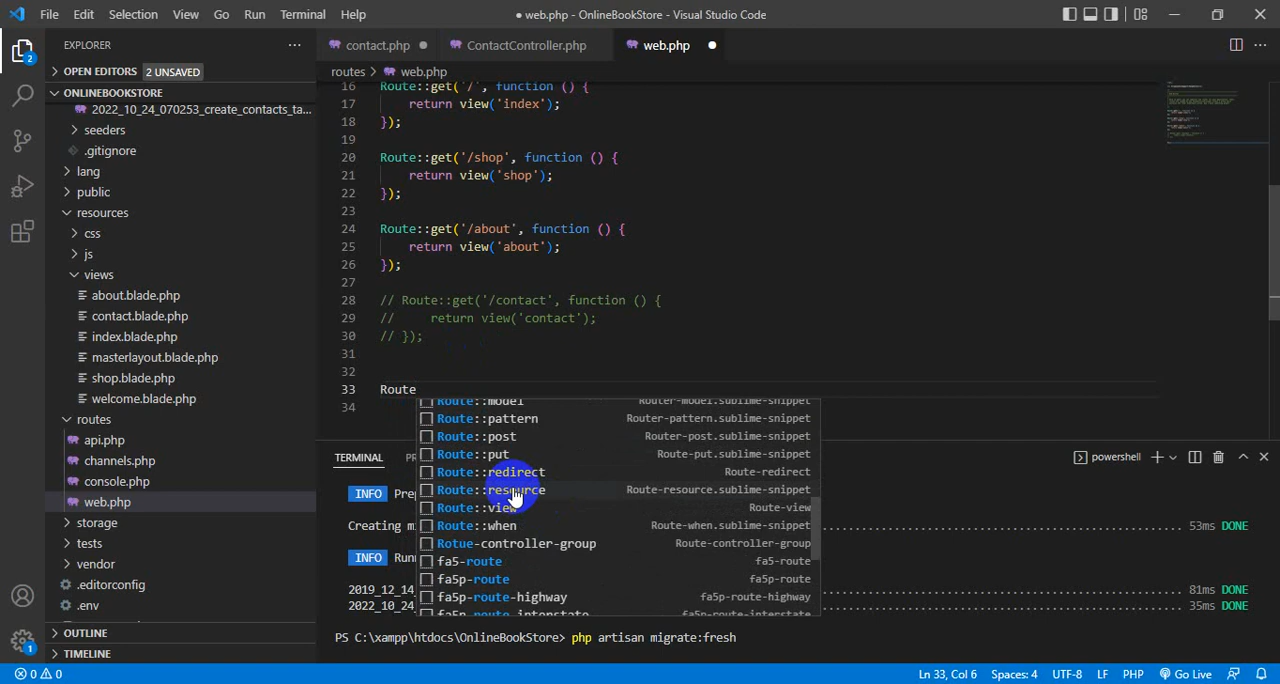 File Edit Selection View Go Run Terminal Help
● web.php - OnlineBookStore - Visual Studio Code
EXPLORER
contact.php
ContactController.php
web.php
OPEN EDITORS 2 UNSAVED
routes > web.php
ONLINEBOOKSTORE
2022_10_24_070253_create_contacts_ta...
seeders
.gitignore
lang
public
resources
css
js
views
about.blade.php
contact.blade.php
index.blade.php
masterlayout.blade.php
shop.blade.php
welcome.blade.php
routes
api.php
channels.php
console.php
web.php
storage
tests
vendor
.editorconfig
.env
OUTLINE
TIMELINE
16 Route::get('/', function () {
17 return view('index');
18 });
19
20 Route::get('/shop', function () {
21 return view('shop');
22 });
23
24 Route::get('/about', function () {
25 return view('about');
26 });
27
28 // Route::get('/contact', function () {
29 // return view('contact');
30 // });
31
32
33 Route
34
Route::model Router-model.sublime-snippet
Route::pattern Router-pattern.sublime-snippet
Route::post Router-post.sublime-snippet
Route::put Route-put.sublime-snippet
Route::redirect Route-redirect
Route::resource Route-resource.sublime-snippet
Route::view Route-view
Route::when Route-when.sublime-snippet
Rotue-controller-group Route-controller-group
fa5-route fa5-route
fa5p-route fa5p-route
fa5p-route-highway fa5p-route-highway
fa5p-route-interstate fa5p-route-interstate
TERMINAL
powershell
INFO
Creating
53ms DONE
INFO
2019_12_14 81ms DONE
2022_10_24 35ms DONE
PS C:\xampp\htdocs\OnlineBookStore> php artisan migrate:fresh
0 0
Ln 33, Col 6 Spaces: 4 UTF-8 LF PHP Go Live
2
1